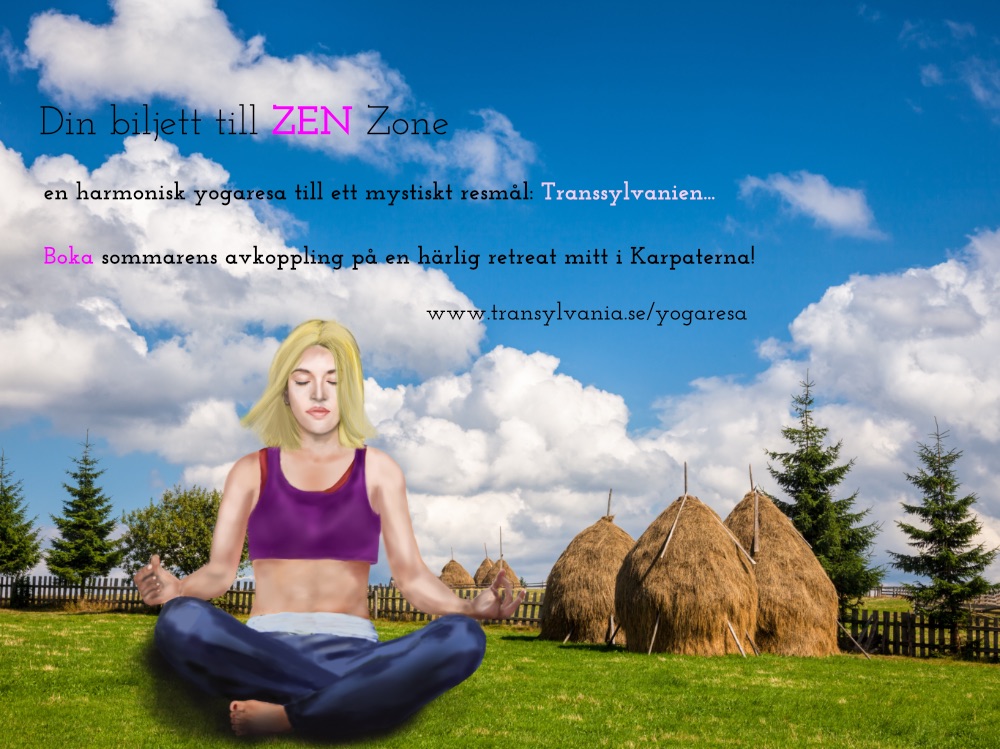 Din biljett till ZEN Zone
en harmonisk yogaresa till ett mystiskt resmål: Transsylvanien...
Boka sommarens avkoppling på en härlig retreat mitt i Karpaterna!
www.transylvania.se/yogaresa